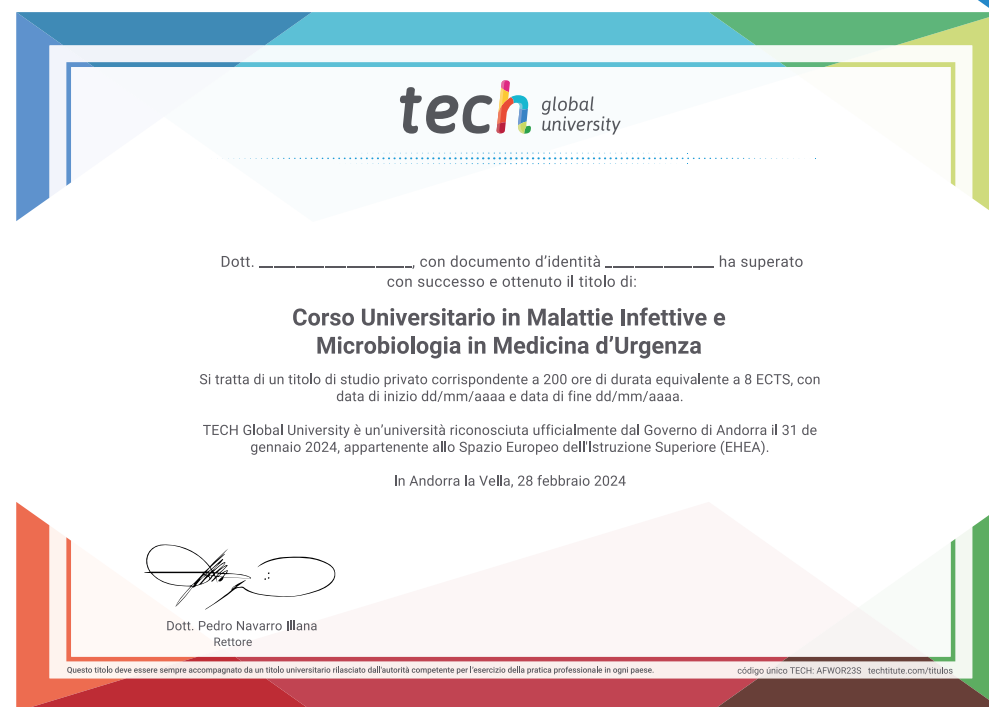 tech global university
Dott. ____________________, con documento d’identità ______________ ha superato
con successo e ottenuto il titolo di:
Corso Universitario in Malattie Infettive e
Microbiologia in Medicina d’Urgenza
Si tratta di un titolo di studio privato corrispondente a 200 ore di durata equivalente a 8 ECTS, con
data di inizio dd/mm/aaaa e data di fine dd/mm/aaaa.
TECH Global University è un’università riconosciuta ufficialmente dal Governo di Andorra il 31 de
gennaio 2024, appartenente allo Spazio Europeo dell'Istruzione Superiore (EHEA).
In Andorra la Vella, 28 febbraio 2024
Dott. Pedro Navarro Illana
Rettore
Questo titolo deve essere sempre accompagnato da un titolo universitario rilasciato dall'autorità competente per l'esercizio della pratica professionale in ogni paese.
código único TECH: AFWOR23S techtitute.com/titulos